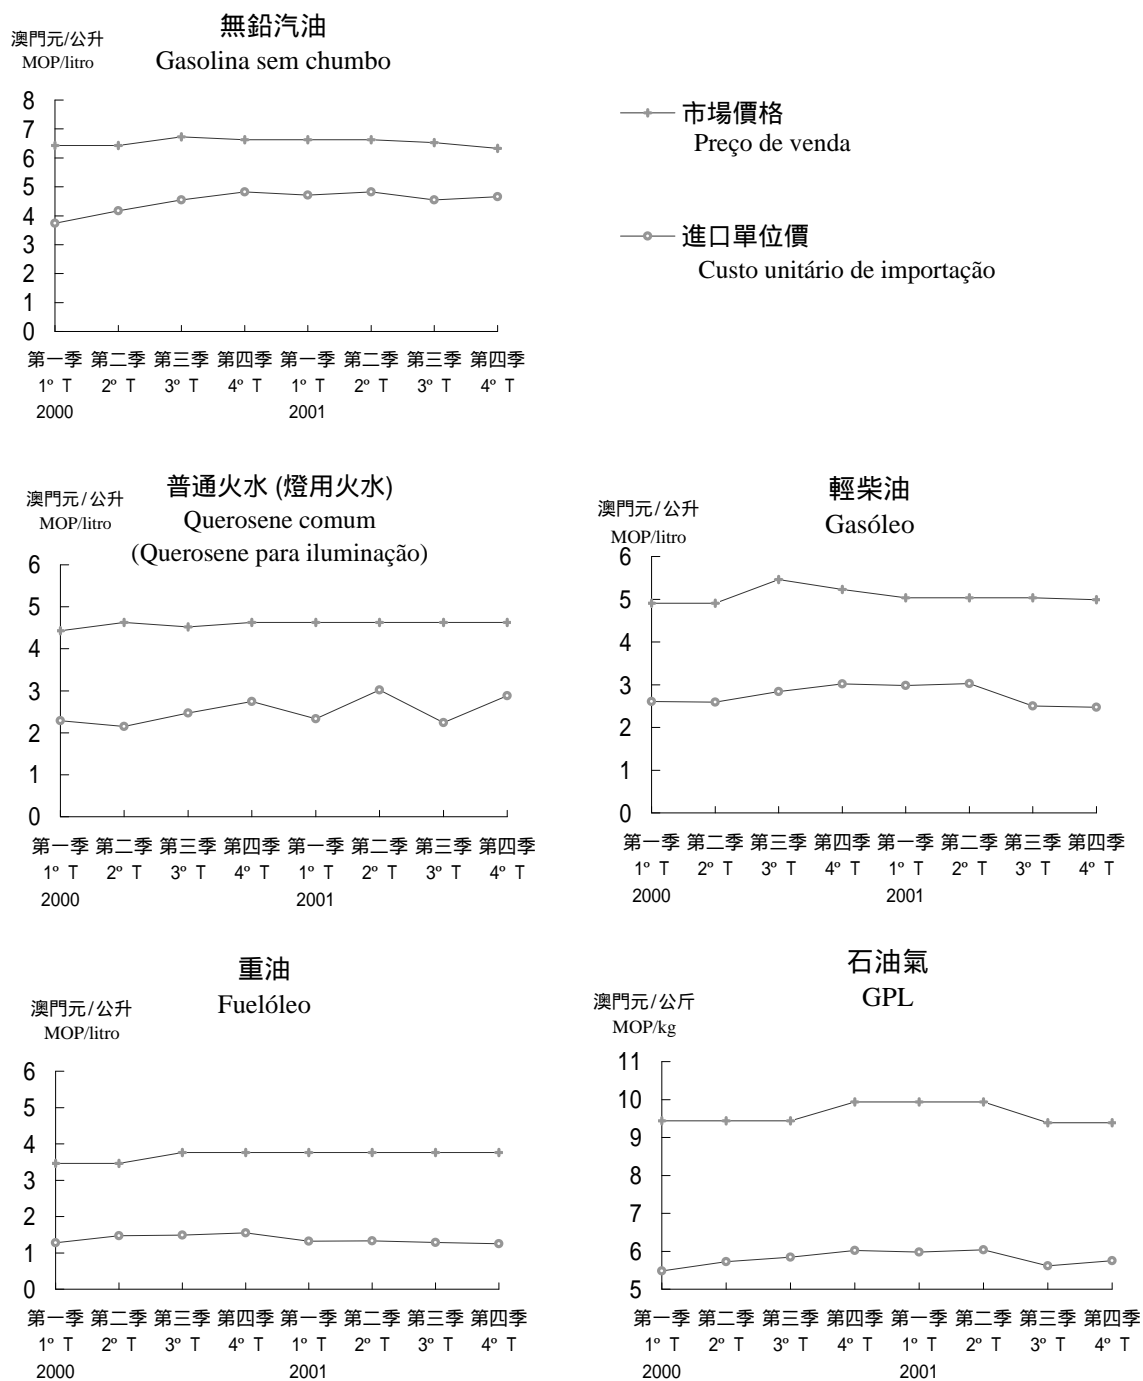 無鉛汽油
Gasolina sem chumbo
澳門元/公升
MOP/litro
8
7
6
5
4
3
2
1
0
第一季 第二季 第三季 第四季 第一季 第二季 第三季 第四季
1º T 2º T 3º T 4º T 1º T 2º T 3º T 4º T
2000 2001
市場價格
Preço de venda
進口單位價
Custo unitário de importação
普通火水 (燈用火水)
Querosene comum
(Querosene para iluminação)
澳門元/公升
MOP/litro
6
5
4
3
2
1
0
第一季 第二季 第三季 第四季 第一季 第二季 第三季 第四季
1º T 2º T 3º T 4º T 1º T 2º T 3º T 4º T
2000 2001
輕柴油
Gasóleo
澳門元/公升
MOP/litro
6
5
4
3
2
1
0
第一季 第二季 第三季 第四季 第一季 第二季 第三季 第四季
1º T 2º T 3º T 4º T 1º T 2º T 3º T 4º T
2000 2001
重油
Fuelóleo
澳門元/公升
MOP/litro
6
5
4
3
2
1
0
第一季 第二季 第三季 第四季 第一季 第二季 第三季 第四季
1º T 2º T 3º T 4º T 1º T 2º T 3º T 4º T
2000 2001
石油氣
GPL
澳門元/公斤
MOP/kg
11
10
9
8
7
6
5
第一季 第二季 第三季 第四季 第一季 第二季 第三季 第四季
1º T 2º T 3º T 4º T 1º T 2º T 3º T 4º T
2000 2001